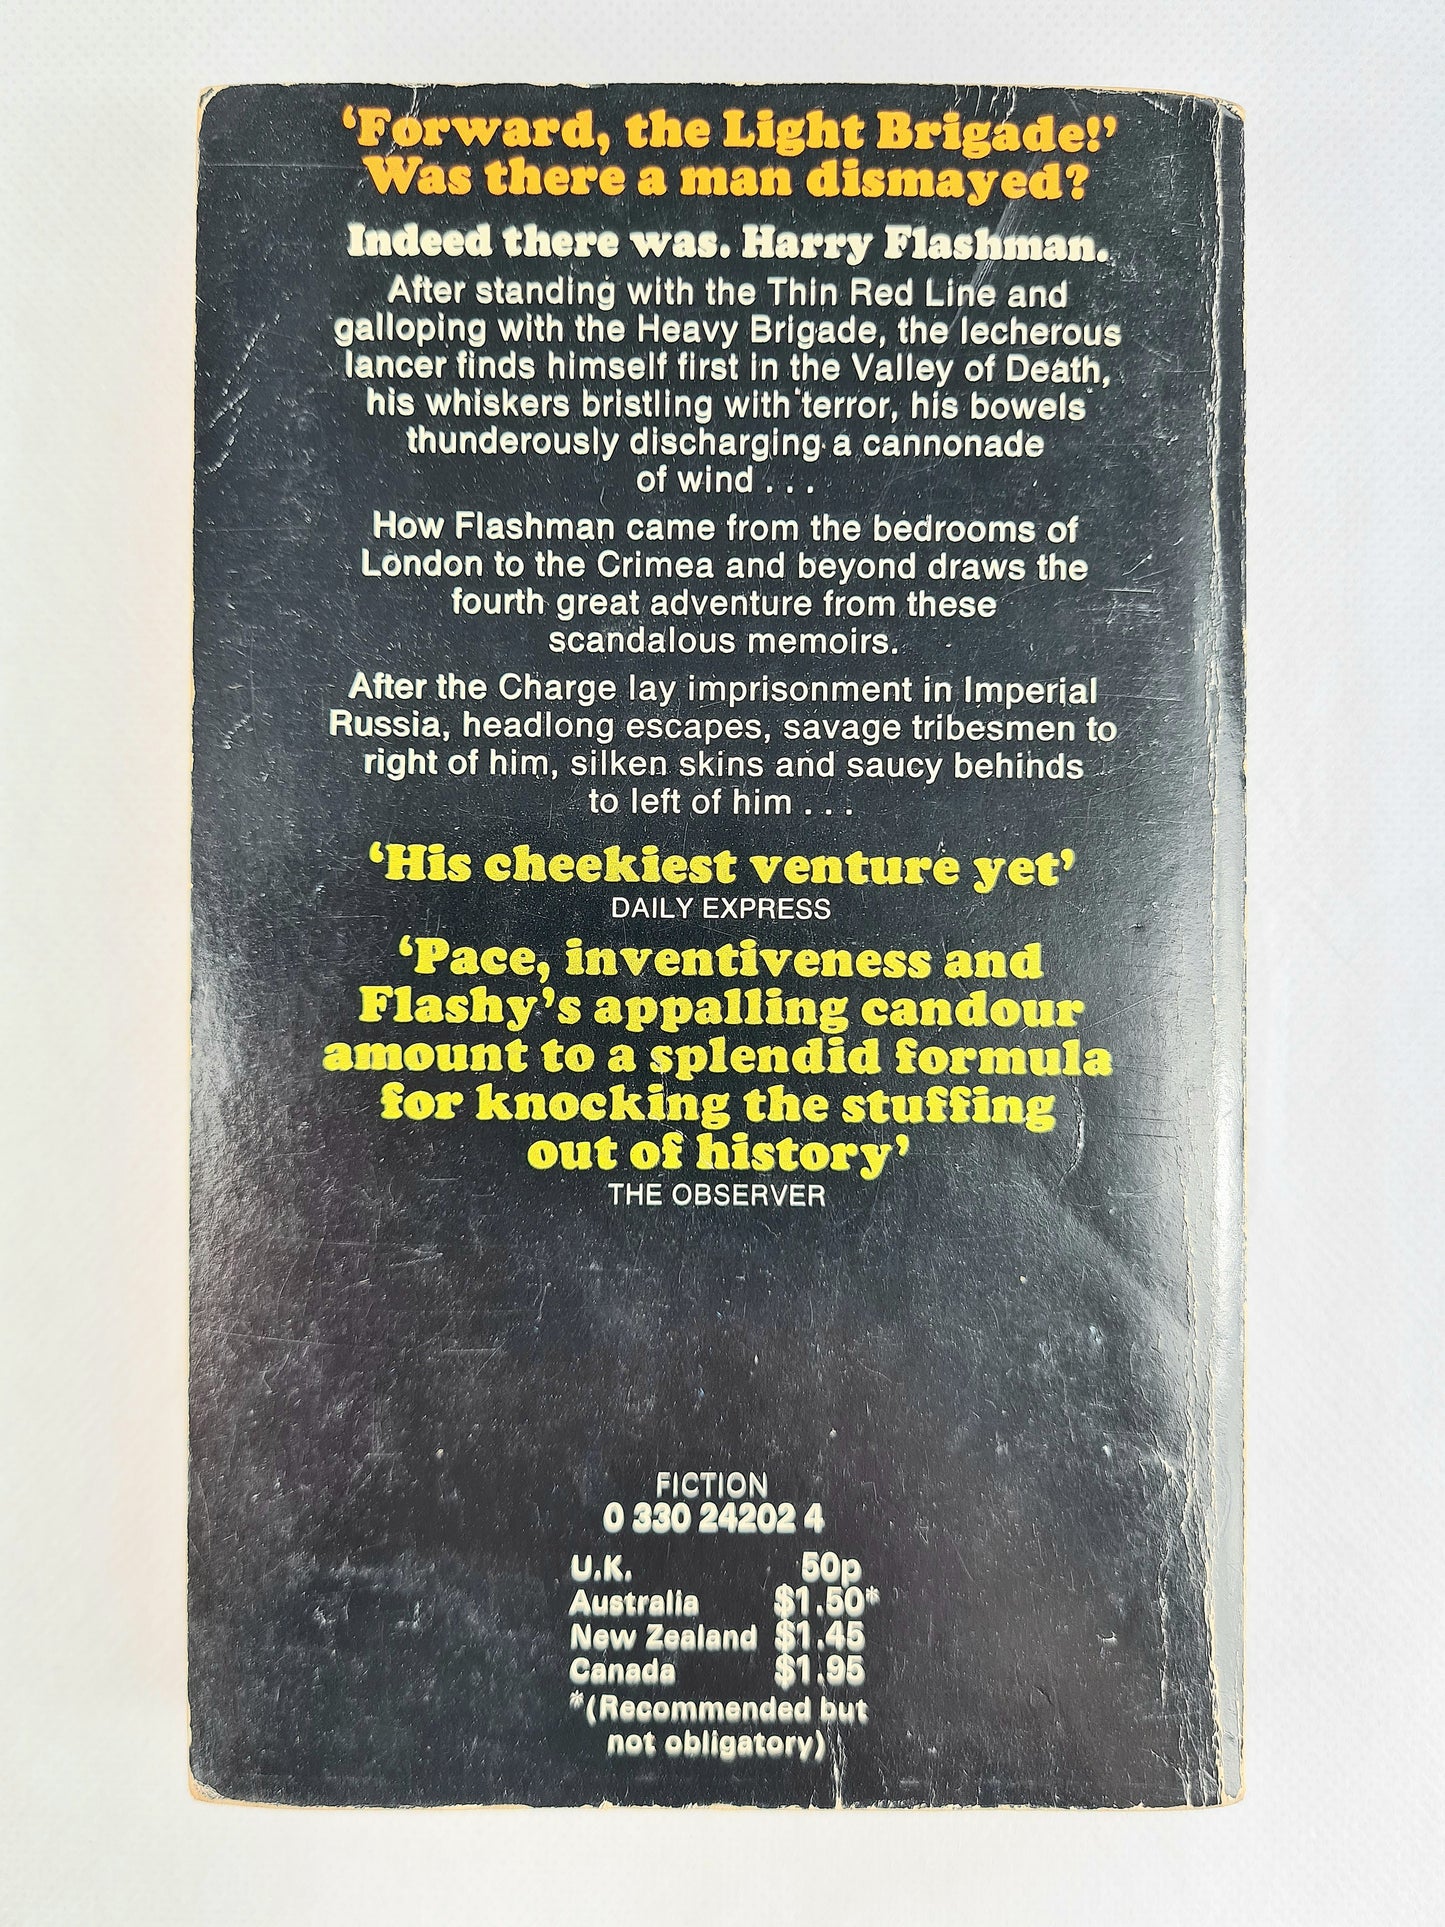 ‘Forward, the Light Brigade!’
Was there a man dismayed?
Indeed there was. Harry Flashman.
After standing with the Thin Red Line and
galloping with the Heavy Brigade, the lecherous
lancer finds himself first in the Valley of Death,
his whiskers bristling with terror, his bowels
thunderously discharging a cannonade
of wind . . .
How Flashman came from the bedrooms of
London to the Crimea and beyond draws the
fourth great adventure from these
scandalous memoirs.
After the Charge lay imprisonment in Imperial
Russia, headlong escapes, savage tribesmen to
right of him, silken skins and saucy behinds
to left of him . . .
‘His cheekiest venture yet’
DAILY EXPRESS
‘Pace, inventiveness and
Flashy’s appalling candour
amount to a splendid formula
for knocking the stuffing
out of history’
THE OBSERVER
FICTION
0 330 24202 4
U.K. 50p
Australia $1.50*
New Zealand $1.45
Canada $1.95
*(Recommended but
not obligatory)